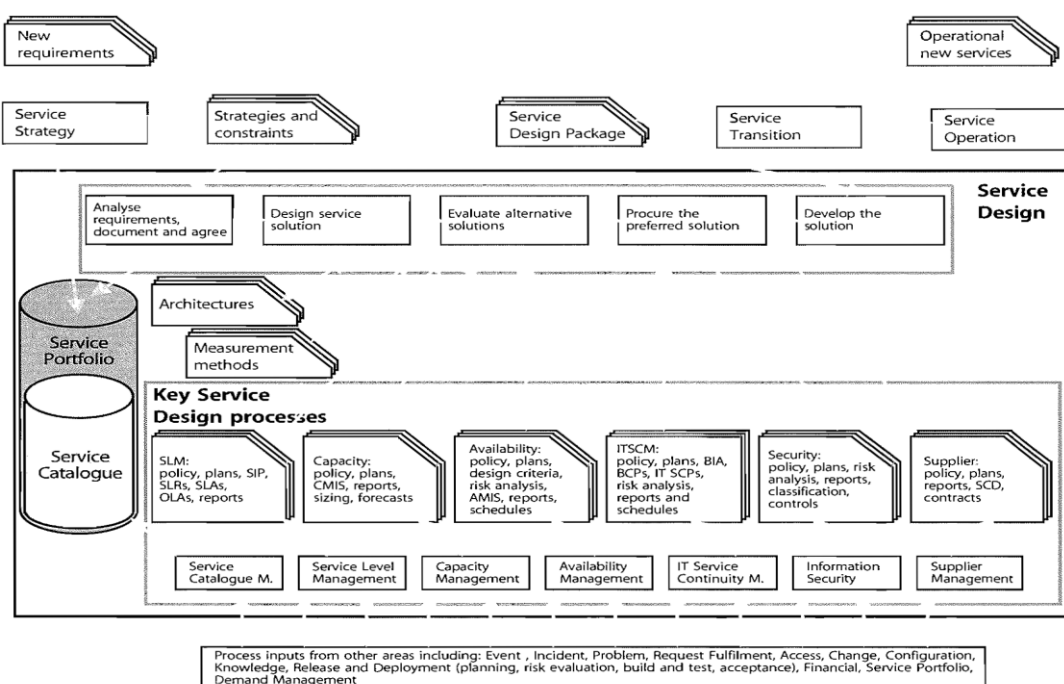 New
requirements
Operational
new services
Service
Strategy
Strategies and
constraints
Service
Design Package
Service
Transition
Service
Operation
Service
Design
Analyse
requirements,
document and agree
Design service
solution
Evaluate alternative
solutions
Procure the
preferred solution
Develop the
solution
Architectures
Service
Portfolio
Measurement
methods
Key Service
Design processes
Service
Catalogue
SLM:
policy, plans, SIP,
SLRs, SLAs,
OLAs, reports
Capacity:
policy, plans,
CMIS, reports,
sizing, forecasts
Availability:
policy, plans,
design criteria,
risk analysis,
AMIS, reports,
schedules
ITSCM:
policy, plans, BIA,
BCPs, IT SCPs,
risk analysis,
reports and
schedules
Security:
policy, plans, risk
analysis, reports,
classification,
controls
Supplier:
policy, plans,
reports, SCD,
contracts
Service
Catalogue M.
Service Level
Management
Capacity
Management
Availability
Management
IT Service
Continuity M.
Information
Security
Supplier
Management
Process inputs from other areas including: Event , Incident, Problem, Request Fulfilment, Access, Change, Configuration,
Knowledge, Release and Deployment (planning, risk evaluation, build and test, acceptance), Financial, Service Portfolio,
Demand Management